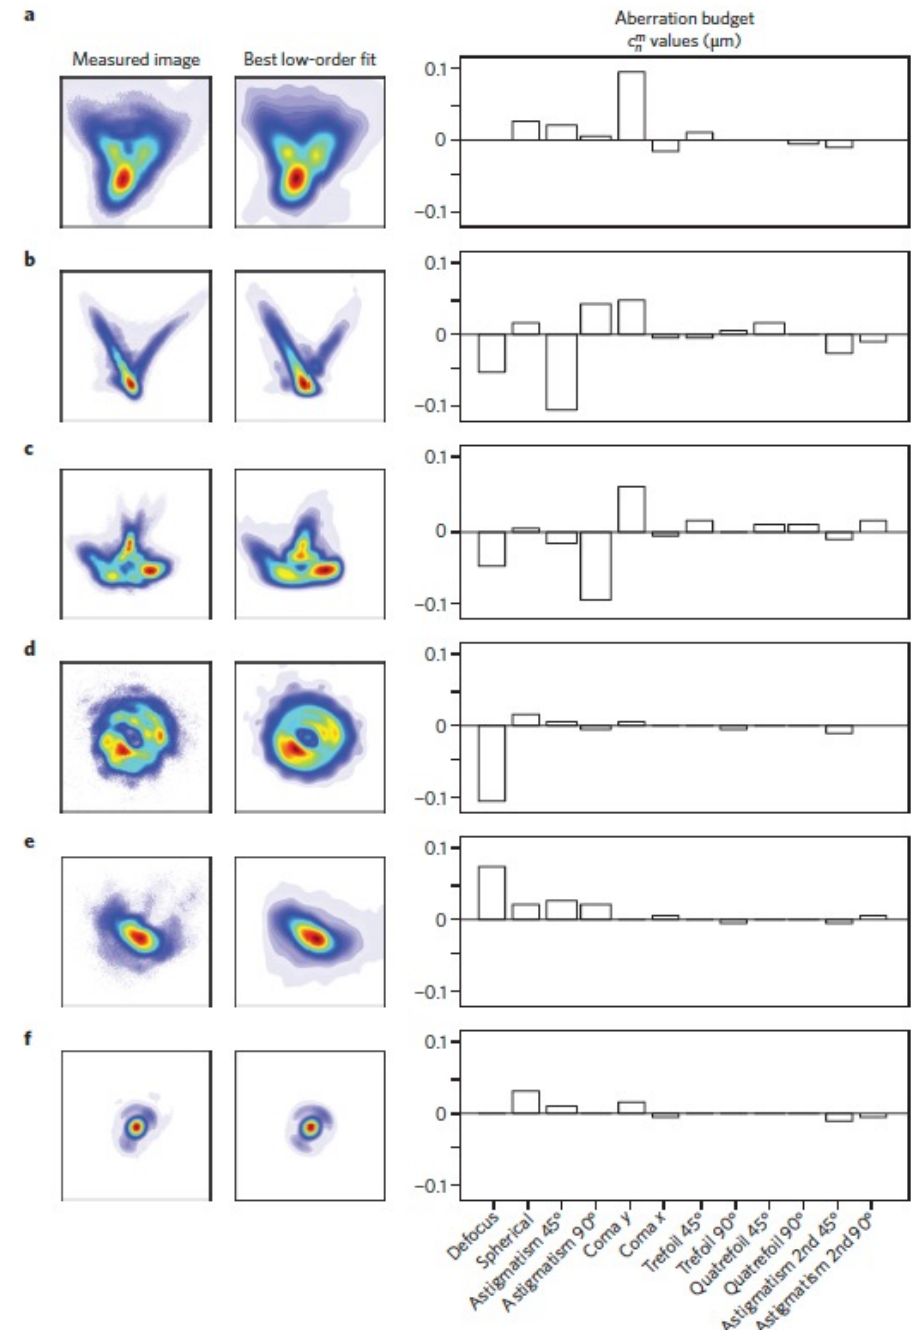 a
Aberration budget
cₙᵐ values (μm)
Measured image
Best low-order fit
0.1
0
−0.1
b
0.1
0
−0.1
c
0.1
0
−0.1
d
0.1
0
−0.1
e
0.1
0
−0.1
f
0.1
0
−0.1
Defocus
Spherical
Astigmatism 45°
Astigmatism 90°
Coma y
Coma x
Trefoil 45°
Trefoil 90°
Quatrefoil 45°
Quatrefoil 90°
Astigmatism 2nd 45°
Astigmatism 2nd 90°